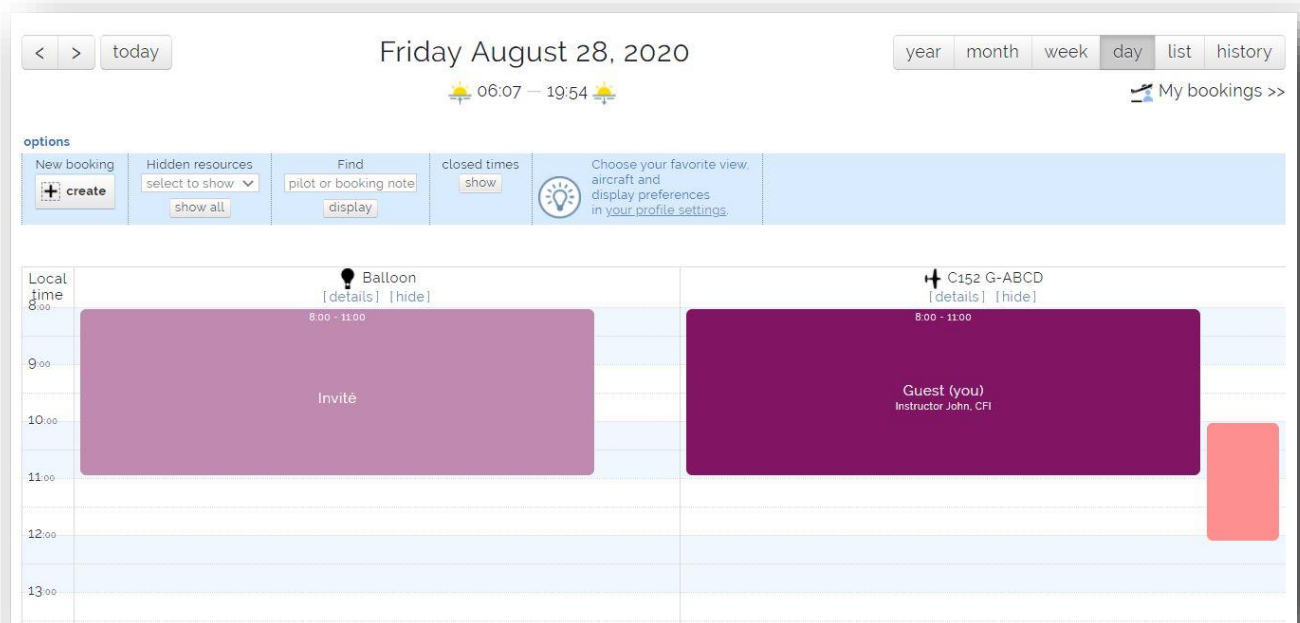 < > today
Friday August 28, 2020
year month week day list history
06:07 — 19:54
My bookings >>
options
New booking
create
Hidden resources
select to show
show all
Find
pilot or booking note
display
closed times
show
Choose your favorite view,
aircraft and
display preferences
in your profile settings.
Local
time
Balloon
[details] [hide]
C152 G-ABCD
[details] [hide]
8:00
8:00 - 11:00
8:00 - 11:00
9:00
Invité
Guest (you)
Instructor John, CFI
10:00
11:00
12:00
13:00